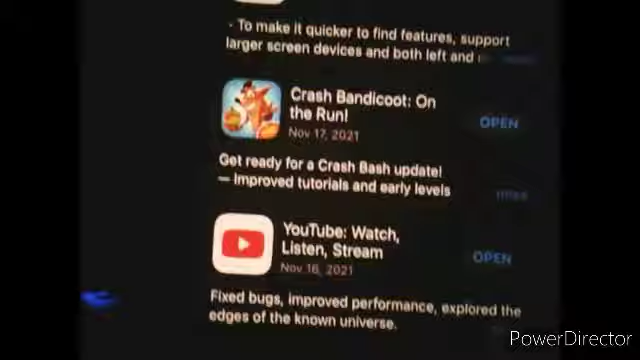 - To make it quicker to find features, support
larger screen devices and both left and
Crash Bandicoot: On
the Run!
Nov 17, 2021
OPEN
Get ready for a Crash Bash update!
— Improved tutorials and early levels
more
YouTube: Watch,
Listen, Stream
Nov 16, 2021
OPEN
Fixed bugs, improved performance, explored the
edges of the known universe.
PowerDirector